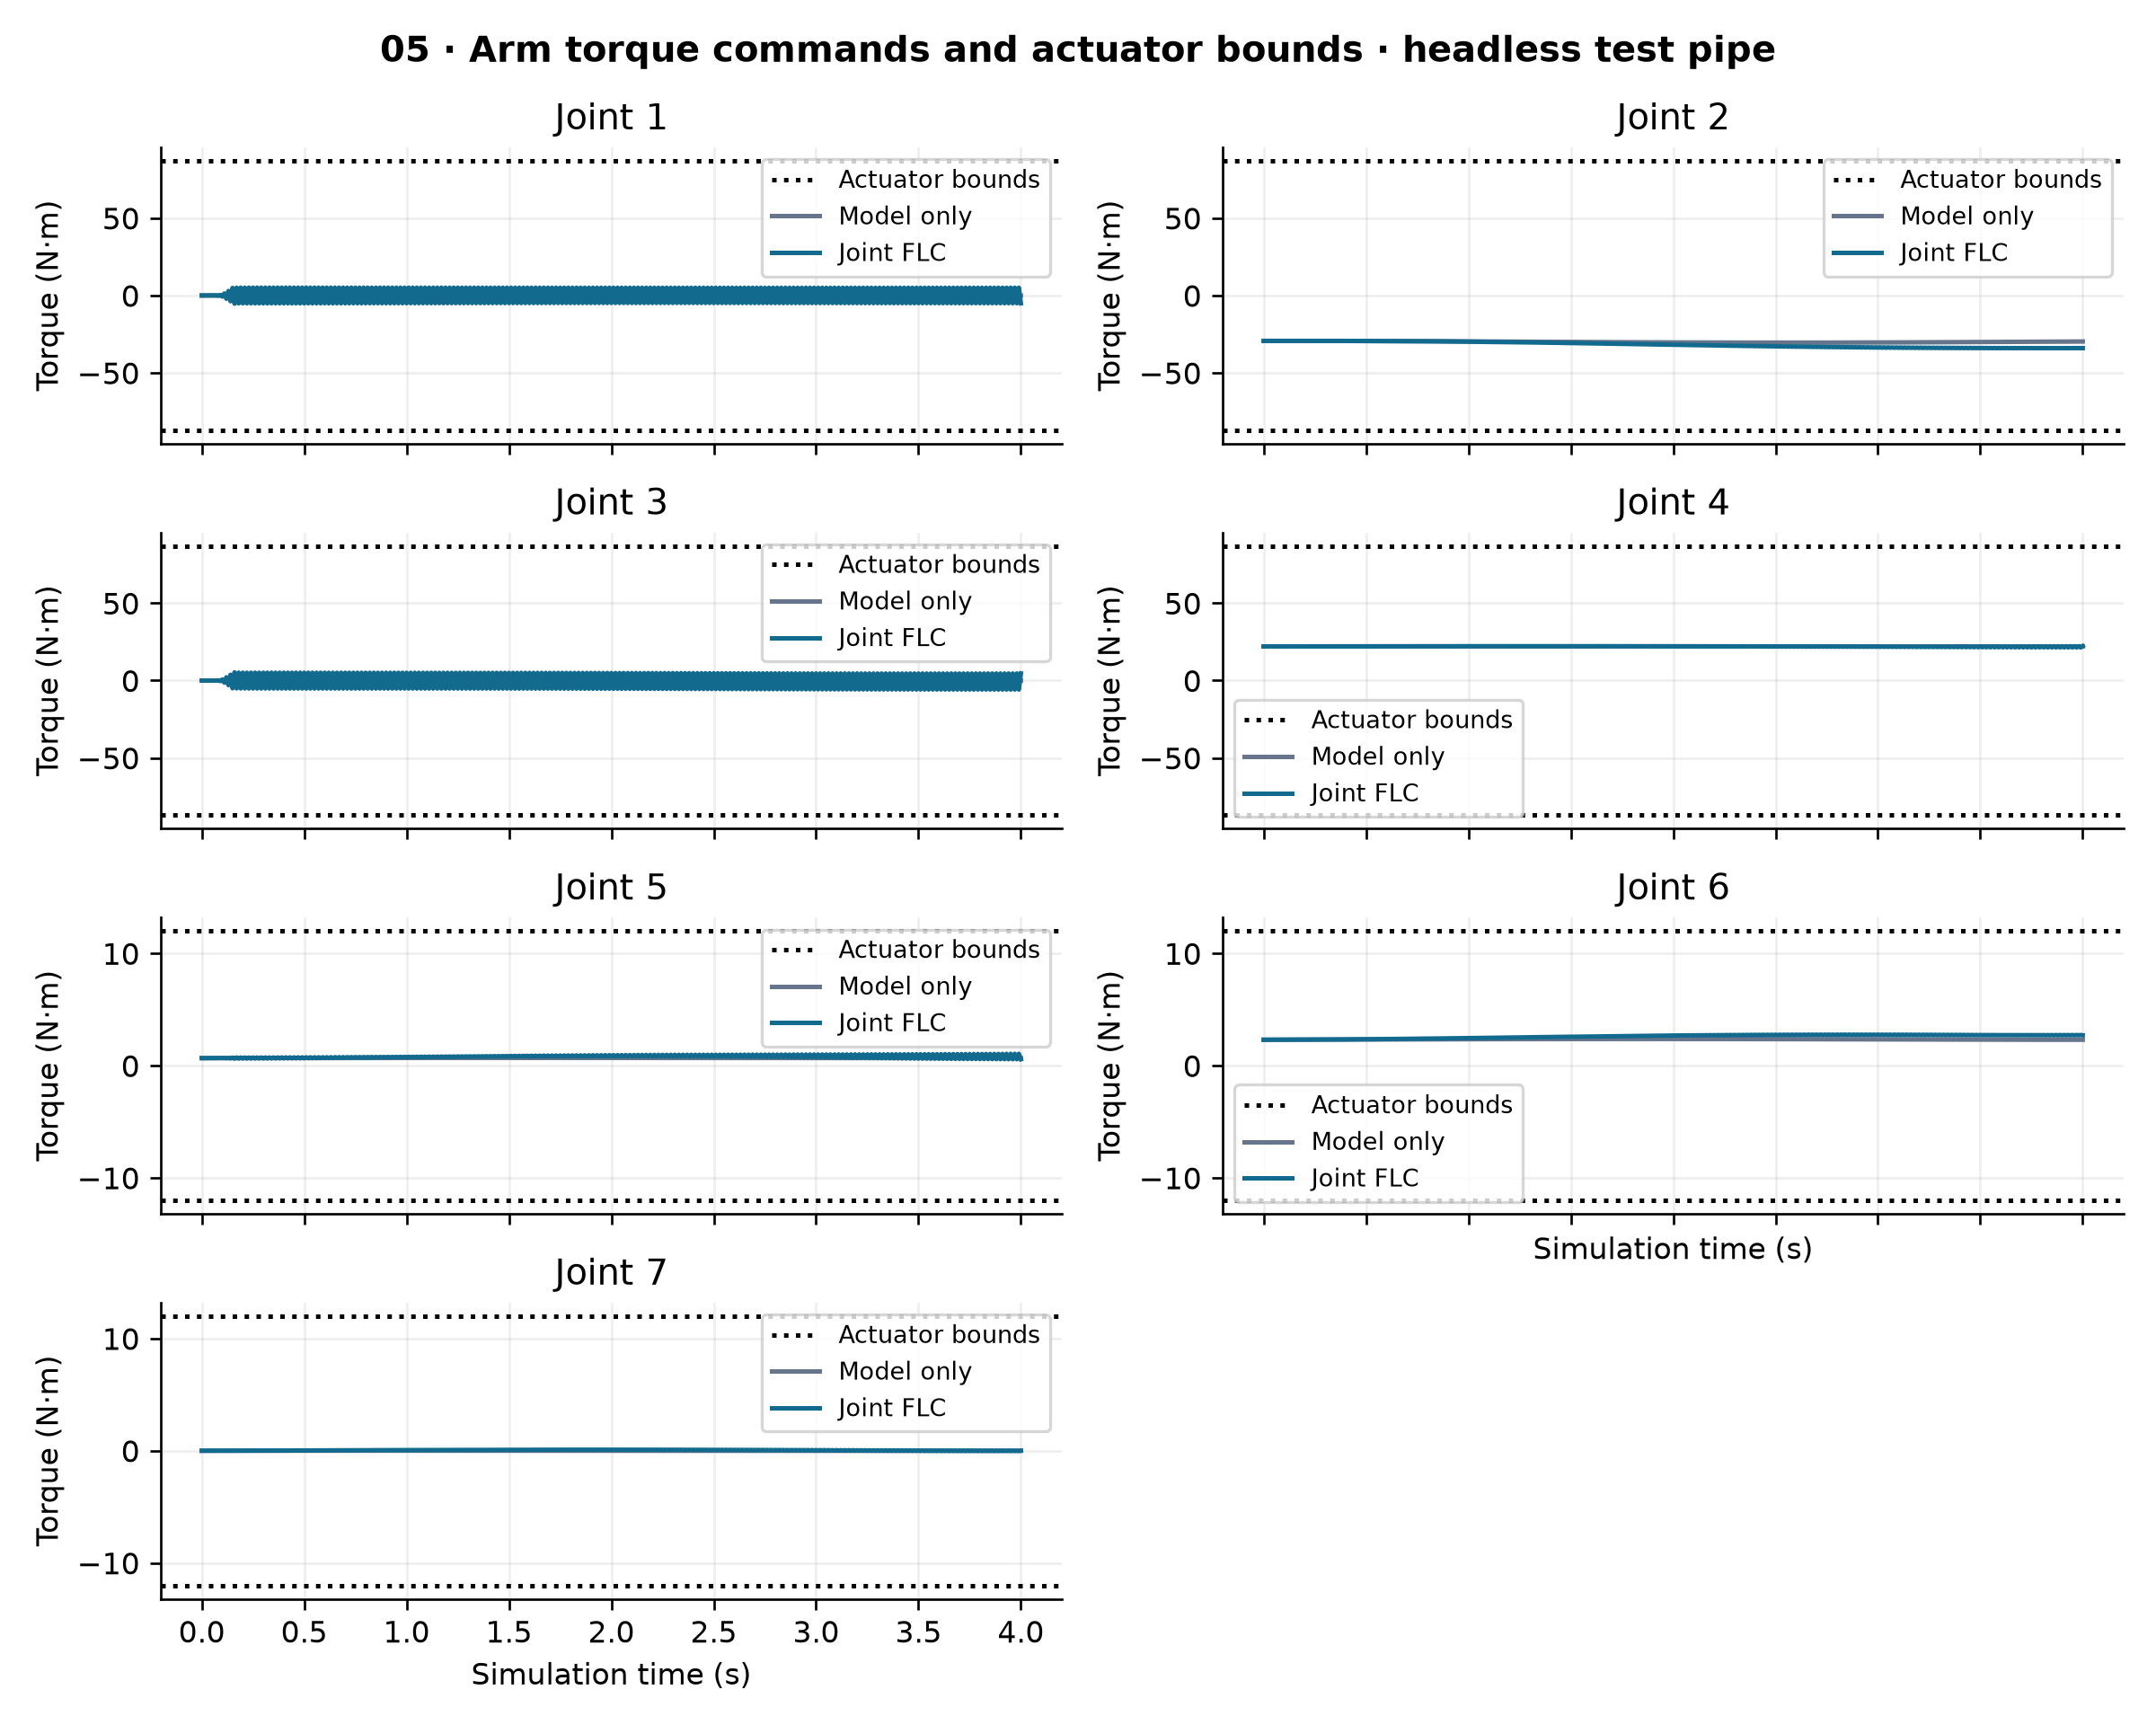 05 · Arm torque commands and actuator bounds · headless test pipe
Joint 1
Torque (N·m)
50
0
−50
Actuator bounds
Model only
Joint FLC
Joint 2
Torque (N·m)
50
0
−50
Actuator bounds
Model only
Joint FLC
Joint 3
Torque (N·m)
50
0
−50
Actuator bounds
Model only
Joint FLC
Joint 4
Torque (N·m)
50
0
−50
Actuator bounds
Model only
Joint FLC
Joint 5
Torque (N·m)
10
0
−10
Actuator bounds
Model only
Joint FLC
Joint 6
Torque (N·m)
10
0
−10
Actuator bounds
Model only
Joint FLC
Simulation time (s)
Joint 7
Torque (N·m)
10
0
−10
Actuator bounds
Model only
Joint FLC
0.0 0.5 1.0 1.5 2.0 2.5 3.0 3.5 4.0
Simulation time (s)